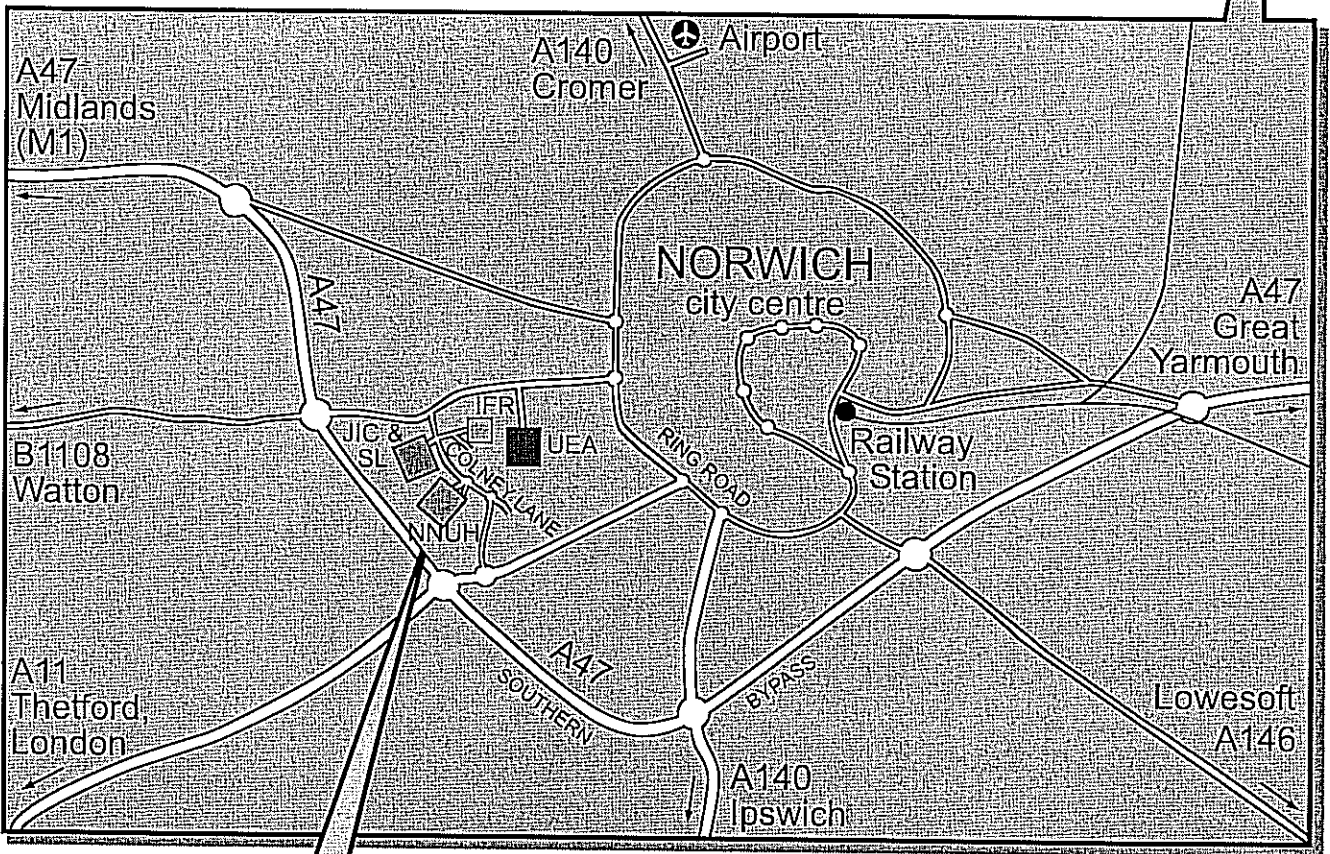 A140
Cromer
Airport
A47
Midlands
(M1)
A47
NORWICH
city centre
A47
Great
Yarmouth
IFR
JIC &
SL
UEA
COLNEY LANE
NNUH
RING ROAD
Railway
Station
B1108
Watton
A11
Thetford,
London
A47
SOUTHERN
BYPASS
Lowesoft
A146
A140
Ipswich